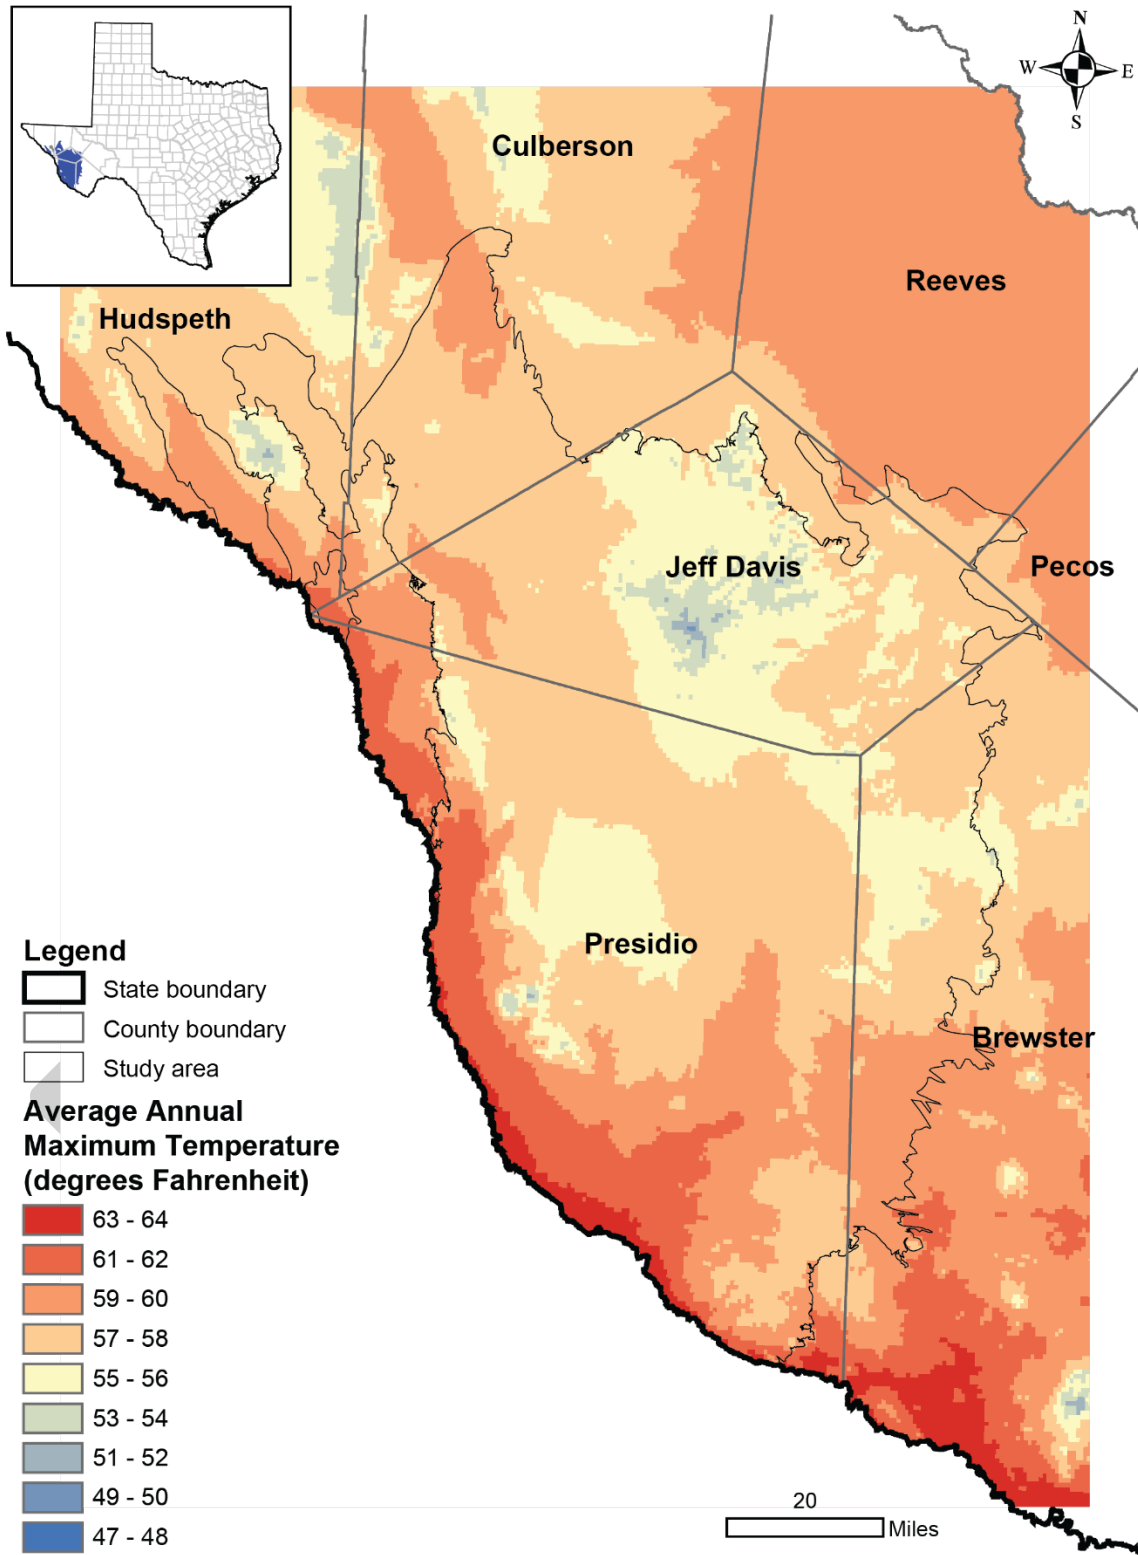 N
W
E
S
Culberson
Reeves
Hudspeth
Jeff Davis
Pecos
Presidio
Brewster
Legend
State boundary
County boundary
Study area
Average Annual
Maximum Temperature
(degrees Fahrenheit)
63 - 64
61 - 62
59 - 60
57 - 58
55 - 56
53 - 54
51 - 52
49 - 50
47 - 48
20
Miles